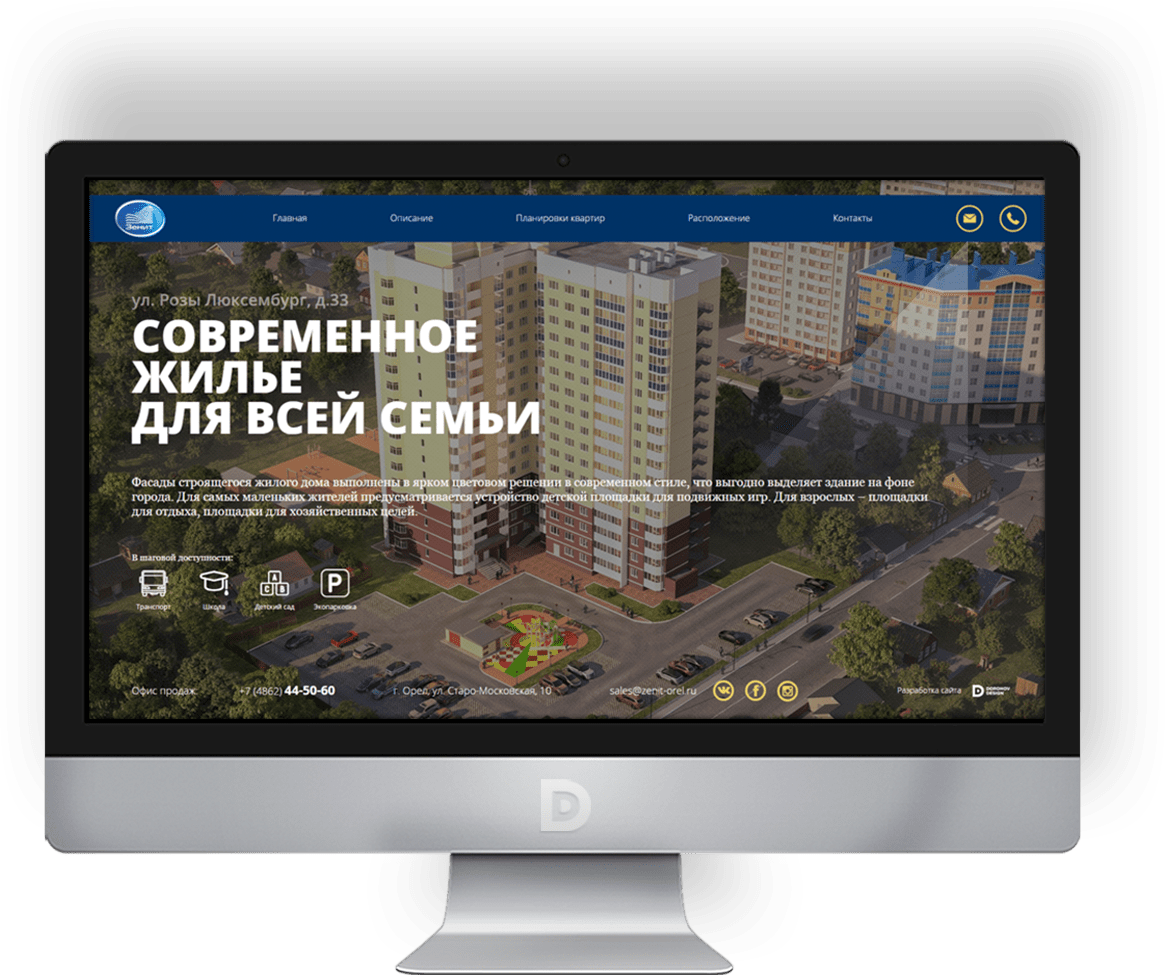 Зенит
Главная
Описание
Планировки квартир
Расположение
Контакты
ул. Розы Люксембург, д.33
СОВРЕМЕННОЕ
ЖИЛЬЕ
ДЛЯ ВСЕЙ СЕМЬИ
Фасады строящегося жилого дома выполнены в ярком цветовом решении в современном стиле, что выгодно выделяет здание на фоне
города. Для самых маленьких жителей предусматривается устройство детской площадки для подвижных игр. Для взрослых – площадки
для отдыха, площадки для хозяйственных целей.
В шаговой доступности:
A
C B
P
Транспорт
Школа
Детский сад
Экопарковка
Офис продаж:
+7 (4862) 44-50-60
г. Орел, ул. Старо-Московская, 10
sales@zenit-orel.ru
Разработка сайта
DORONOV
DESIGN
D